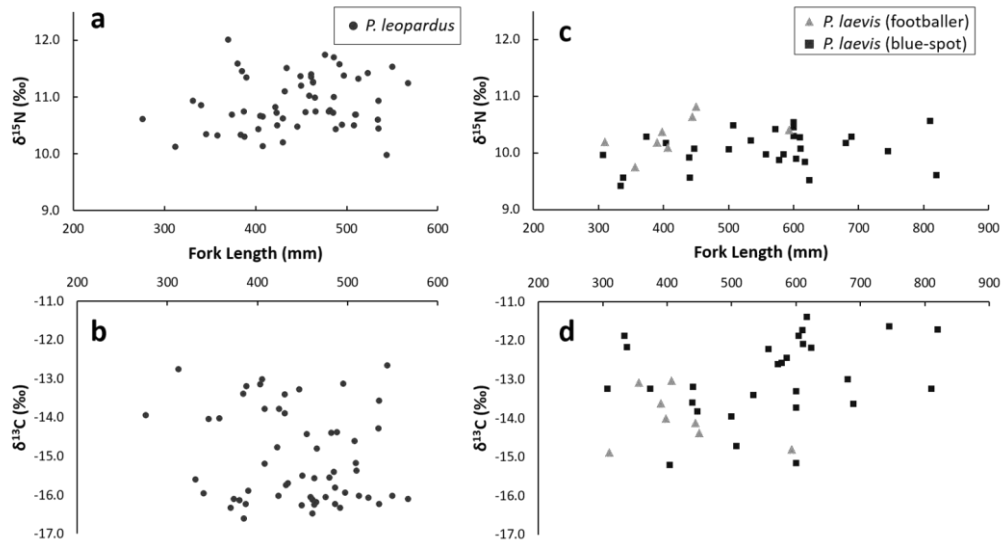 a
P. leopardus
12.0
11.0
10.0
9.0
δ15N (‰)
200 300 400 500 600
Fork Length (mm)
c
P. laevis (footballer)
P. laevis (blue-spot)
12.0
11.0
10.0
9.0
δ15N (‰)
200 300 400 500 600 700 800 900
Fork Length (mm)
200 300 400 500 600
b
-11.0
-12.0
-13.0
-14.0
-15.0
-16.0
-17.0
δ13C (‰)
200 300 400 500 600 700 800 900
d
-11.0
-12.0
-13.0
-14.0
-15.0
-16.0
-17.0
δ13C (‰)